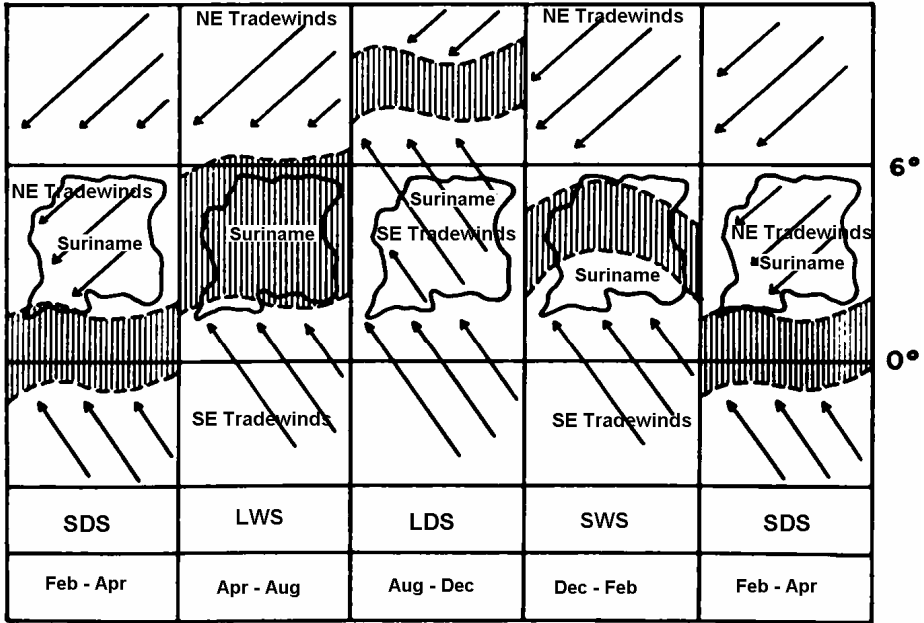 NE Tradewinds
NE Tradewinds
6°
NE Tradewinds
Suriname
Suriname
Suriname
SE Tradewinds
Suriname
NE Tradewinds
Suriname
0°
SE Tradewinds
SE Tradewinds
SDS
LWS
LDS
SWS
SDS
Feb - Apr
Apr - Aug
Aug - Dec
Dec - Feb
Feb - Apr